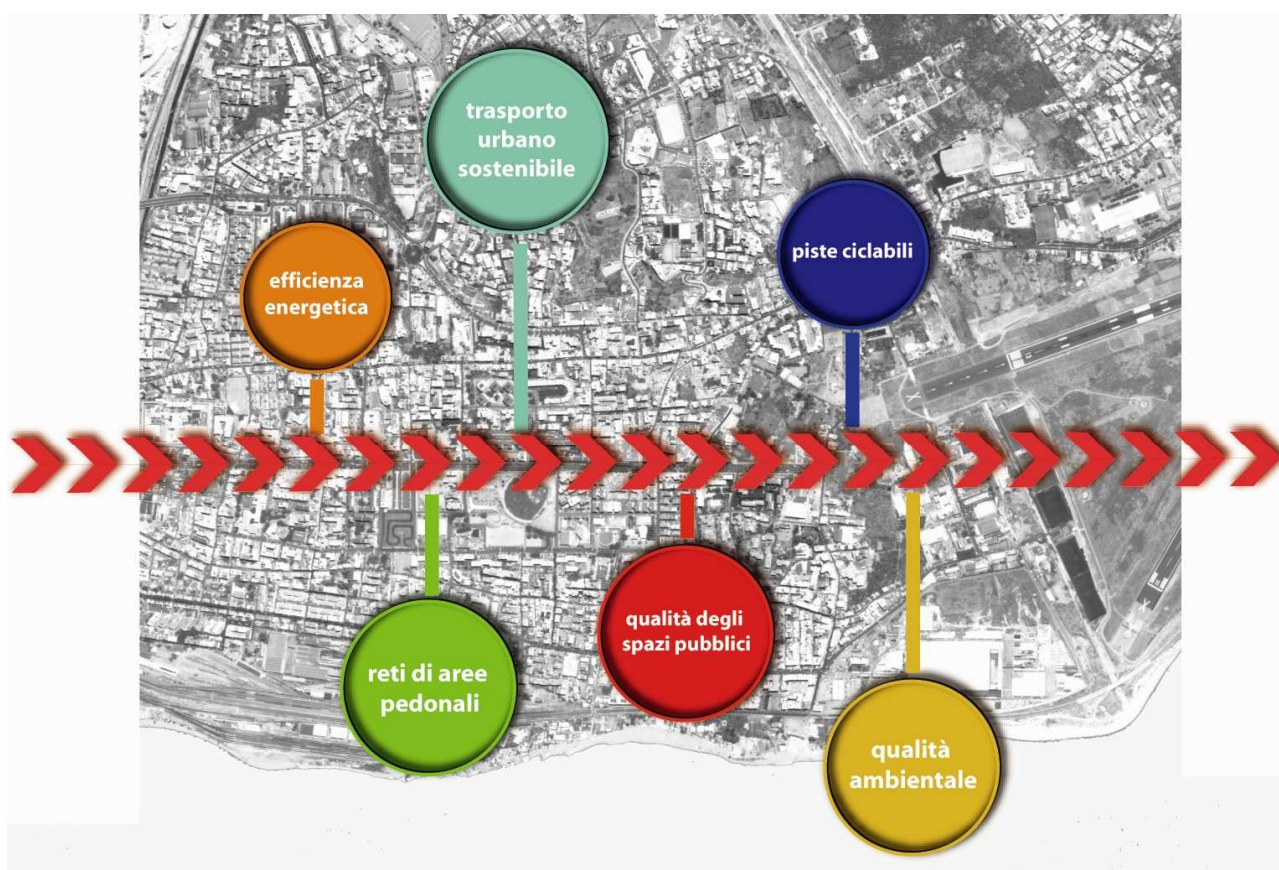 trasporto
urbano
sostenibile
piste ciclabili
efficienza
energetica
qualità degli
spazi pubblici
reti di aree
pedonali
qualità
ambientale